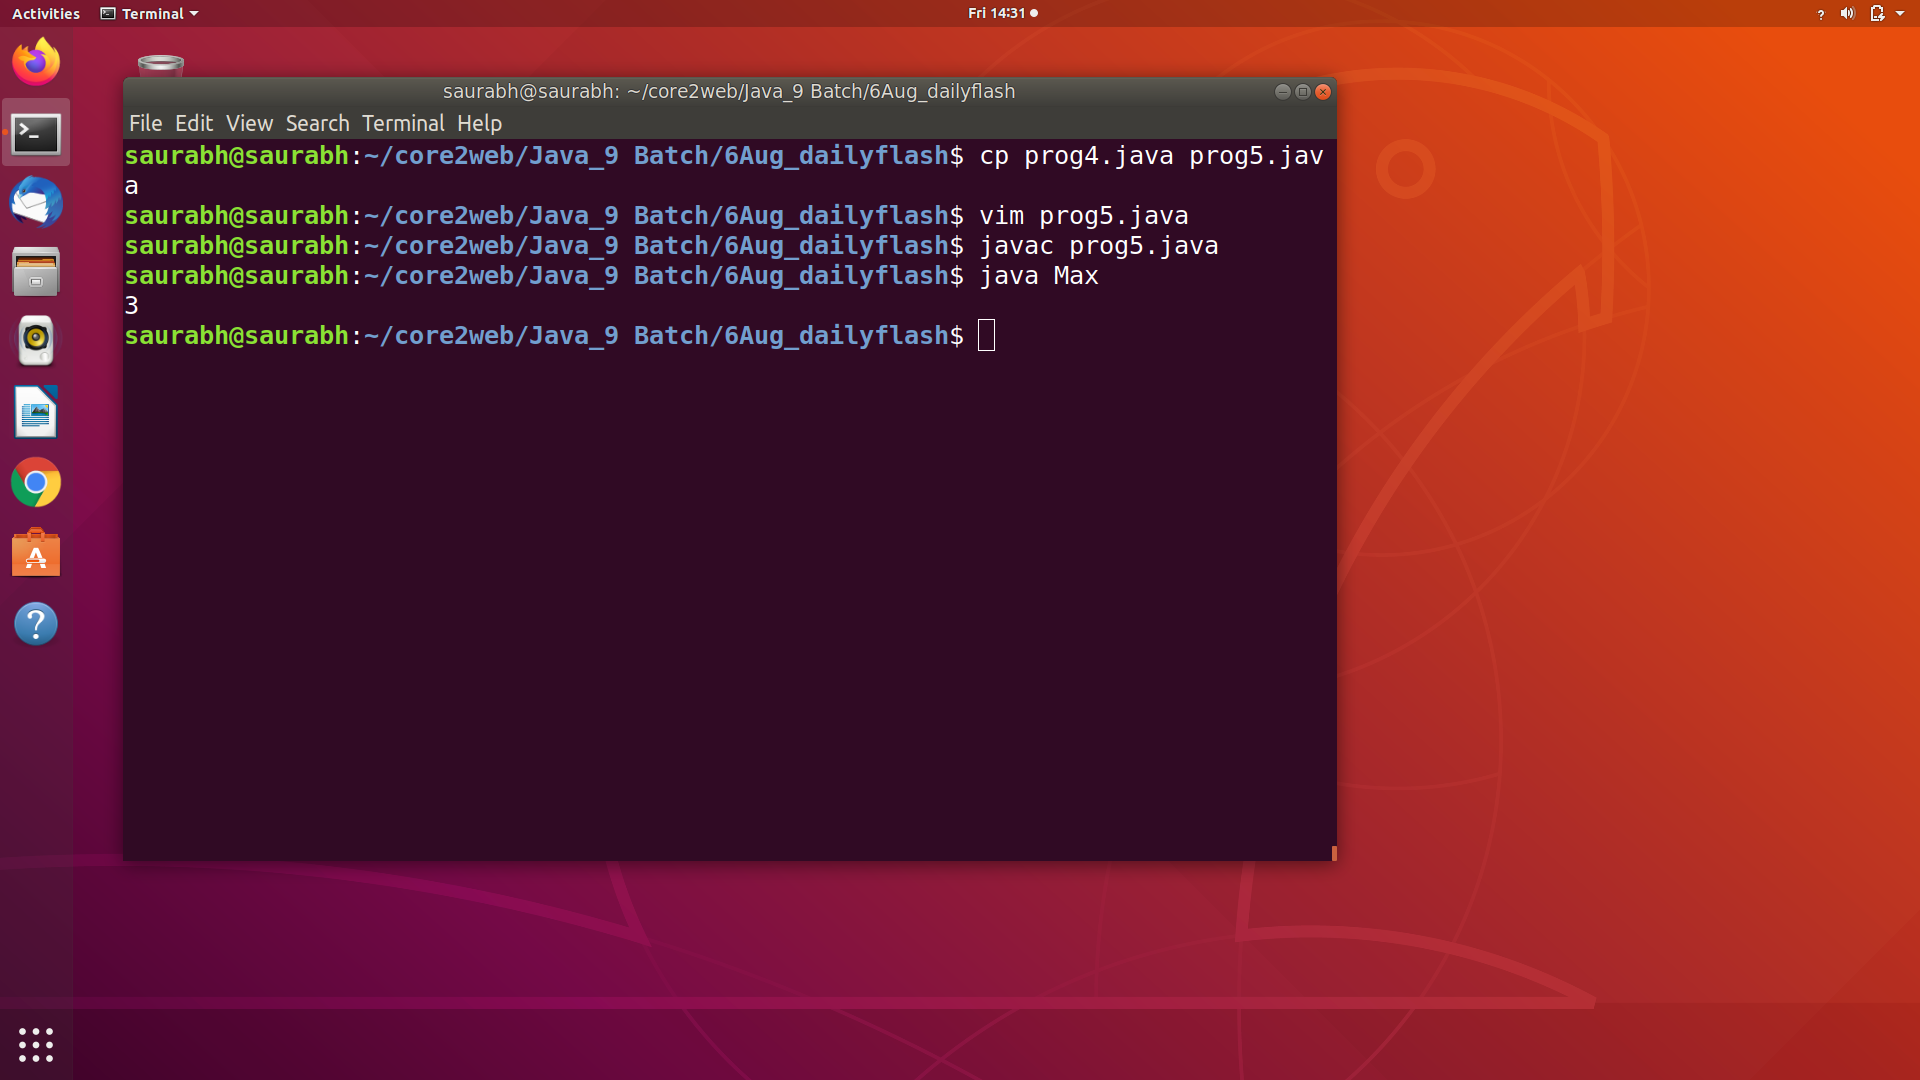 Activities Terminal Fri 14:31 ?
saurabh@saurabh: ~/core2web/Java_9 Batch/6Aug_dailyflash
File Edit View Search Terminal Help
saurabh@saurabh:~/core2web/Java_9 Batch/6Aug_dailyflash$ cp prog4.java prog5.jav
a
saurabh@saurabh:~/core2web/Java_9 Batch/6Aug_dailyflash$ vim prog5.java
saurabh@saurabh:~/core2web/Java_9 Batch/6Aug_dailyflash$ javac prog5.java
saurabh@saurabh:~/core2web/Java_9 Batch/6Aug_dailyflash$ java Max
3
saurabh@saurabh:~/core2web/Java_9 Batch/6Aug_dailyflash$